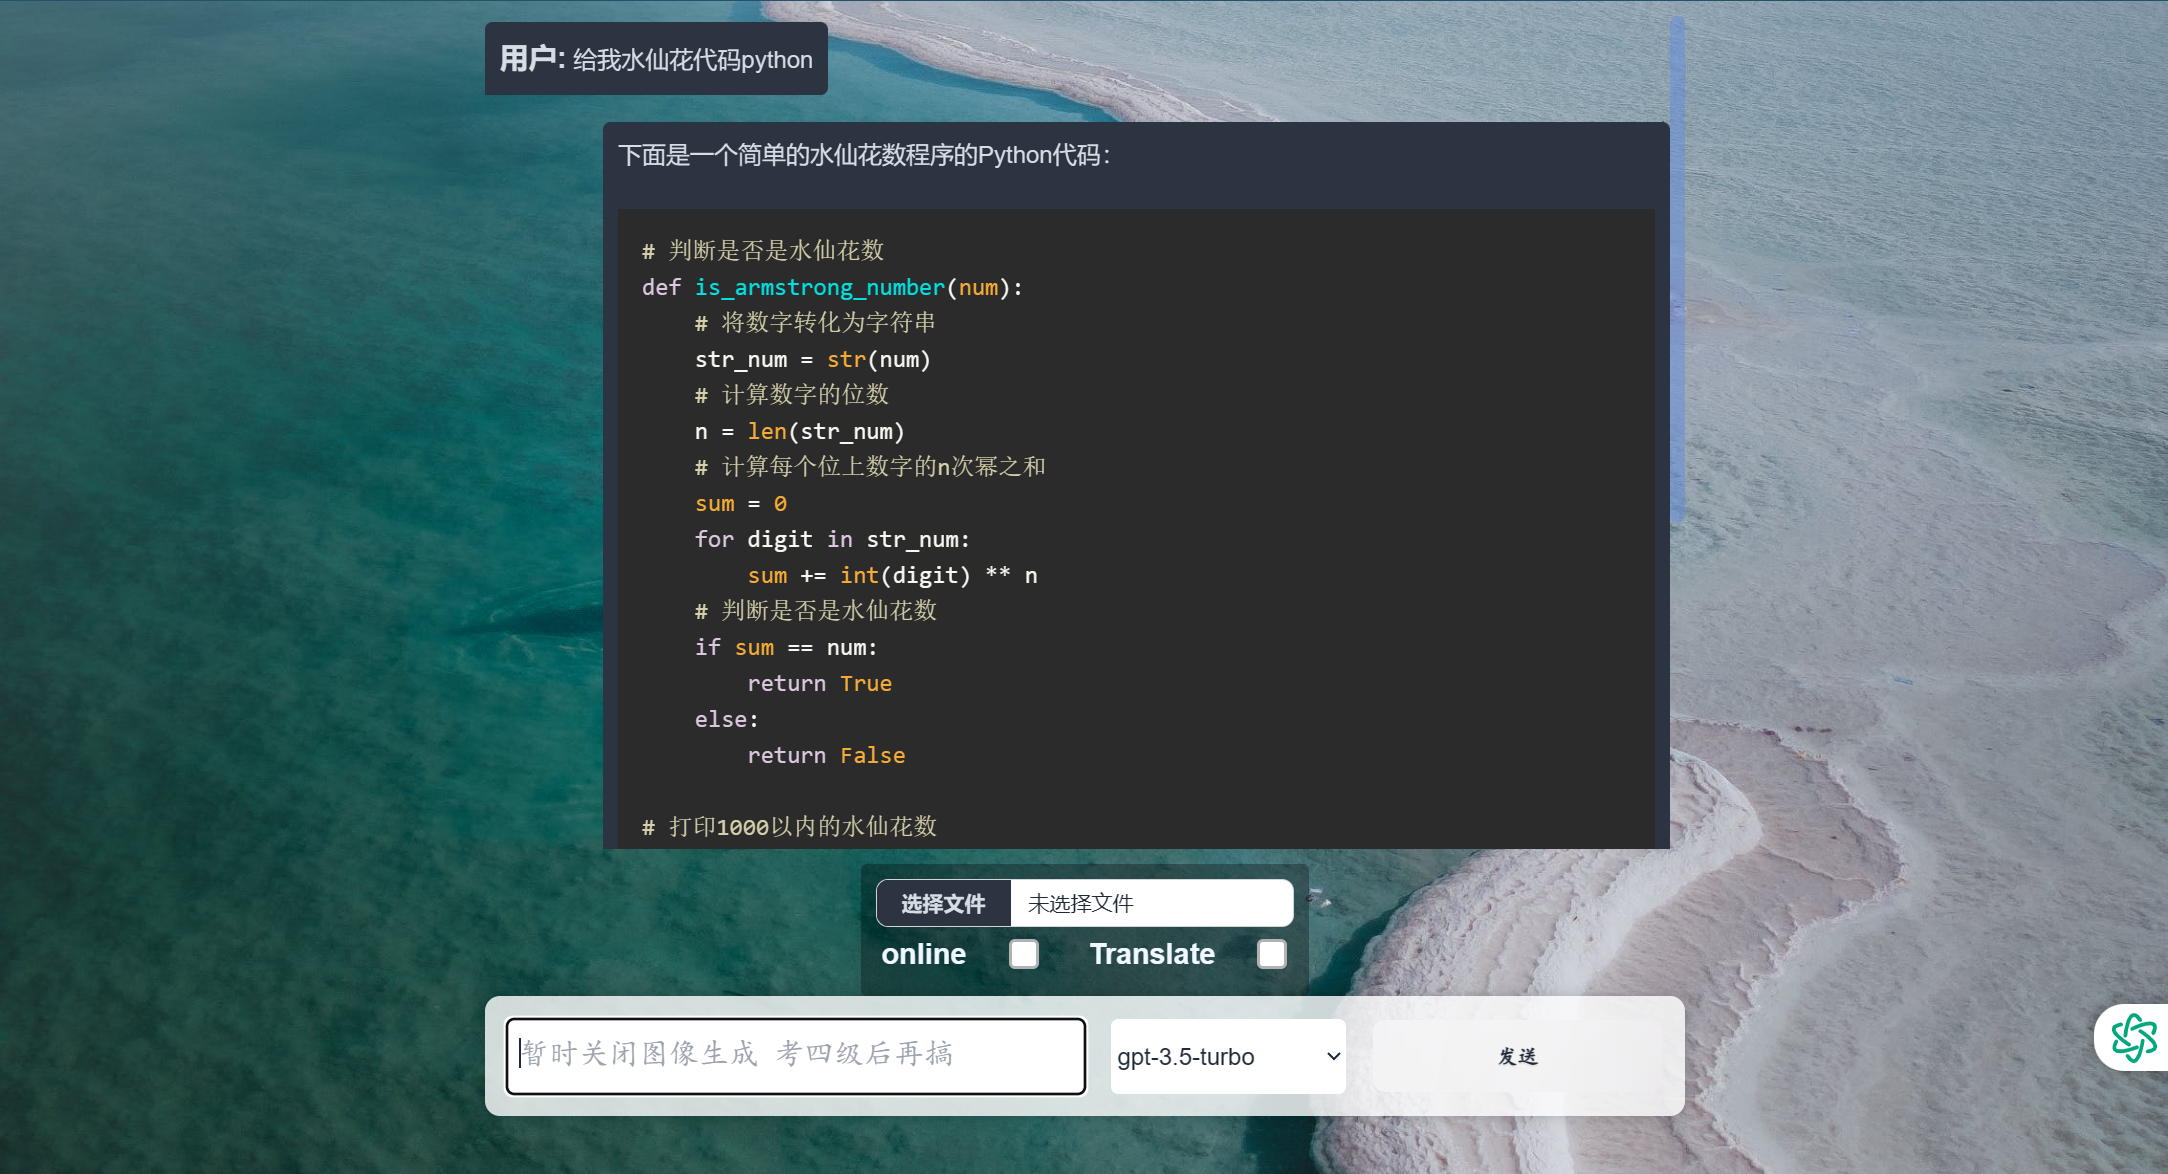 用户: 给我水仙花代码python
下面是一个简单的水仙花数程序的Python代码：
# 判断是否是水仙花数
def is_armstrong_number(num):
    # 将数字转化为字符串
    str_num = str(num)
    # 计算数字的位数
    n = len(str_num)
    # 计算每个位上数字的n次幂之和
    sum = 0
    for digit in str_num:
        sum += int(digit) ** n
    # 判断是否是水仙花数
    if sum == num:
        return True
    else:
        return False
# 打印1000以内的水仙花数
选择文件 未选择文件
online Translate
暂时关闭图像生成 考四级后再搞 gpt-3.5-turbo 发送